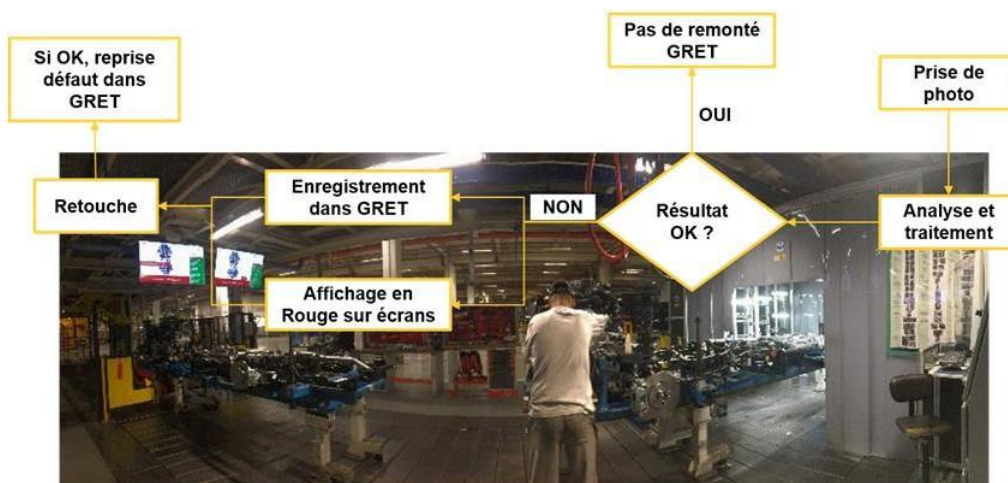 Si OK, reprise
défaut dans
GRET
Pas de remonté
GRET
Prise de
photo
OUI
Retouche
Enregistrement
dans GRET
NON
Résultat
OK ?
Analyse et
traitement
Affichage en
Rouge sur écrans